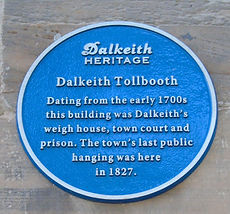 Dalkeith
HERITAGE
Dalkeith Tollbooth
Dating from the early 1700s
this building was Dalkeith's
weigh house, town court and
prison. The town's last public
hanging was here
in 1827.